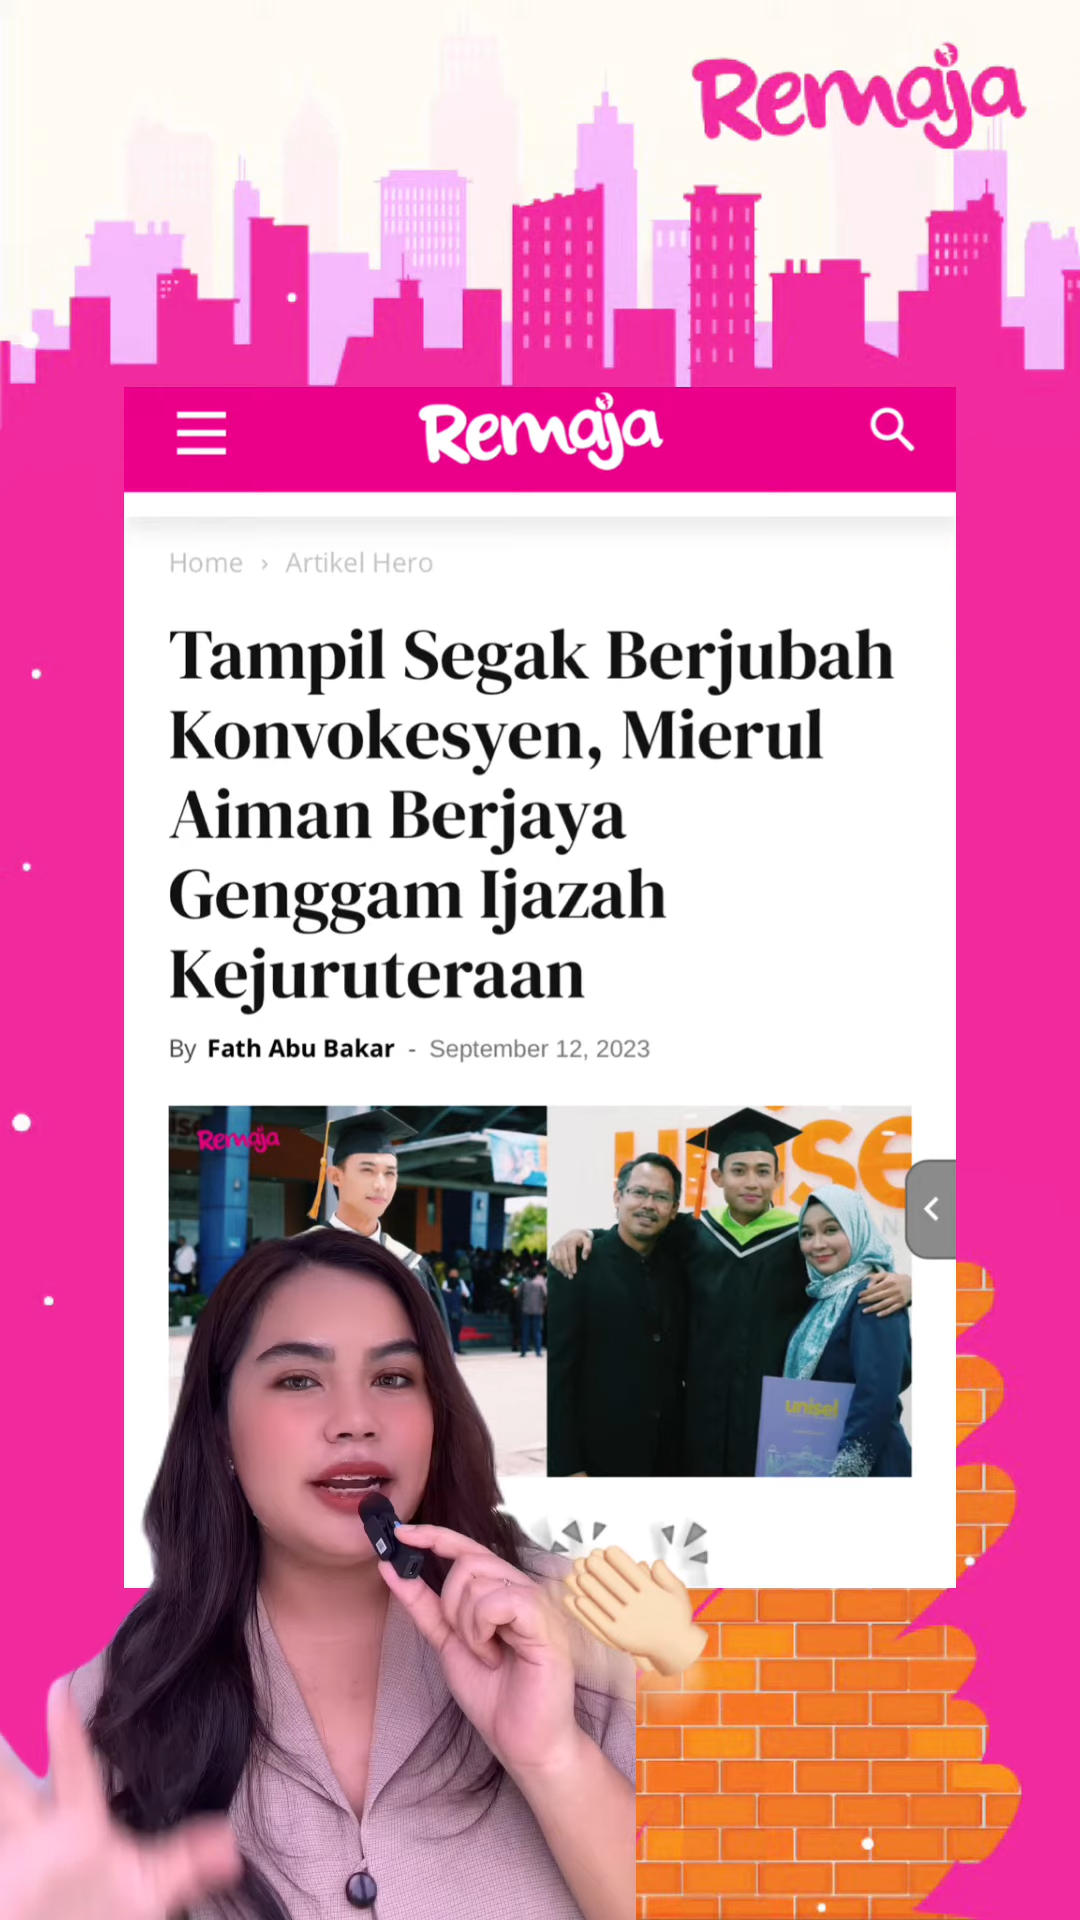 Remaja
Remaja
Home › Artikel Hero
Tampil Segak Berjubah
Konvokesyen, Mierul
Aiman Berjaya
Genggam Ijazah
Kejuruteraan
By Fath Abu Bakar - September 12, 2023
Remaja
unisel